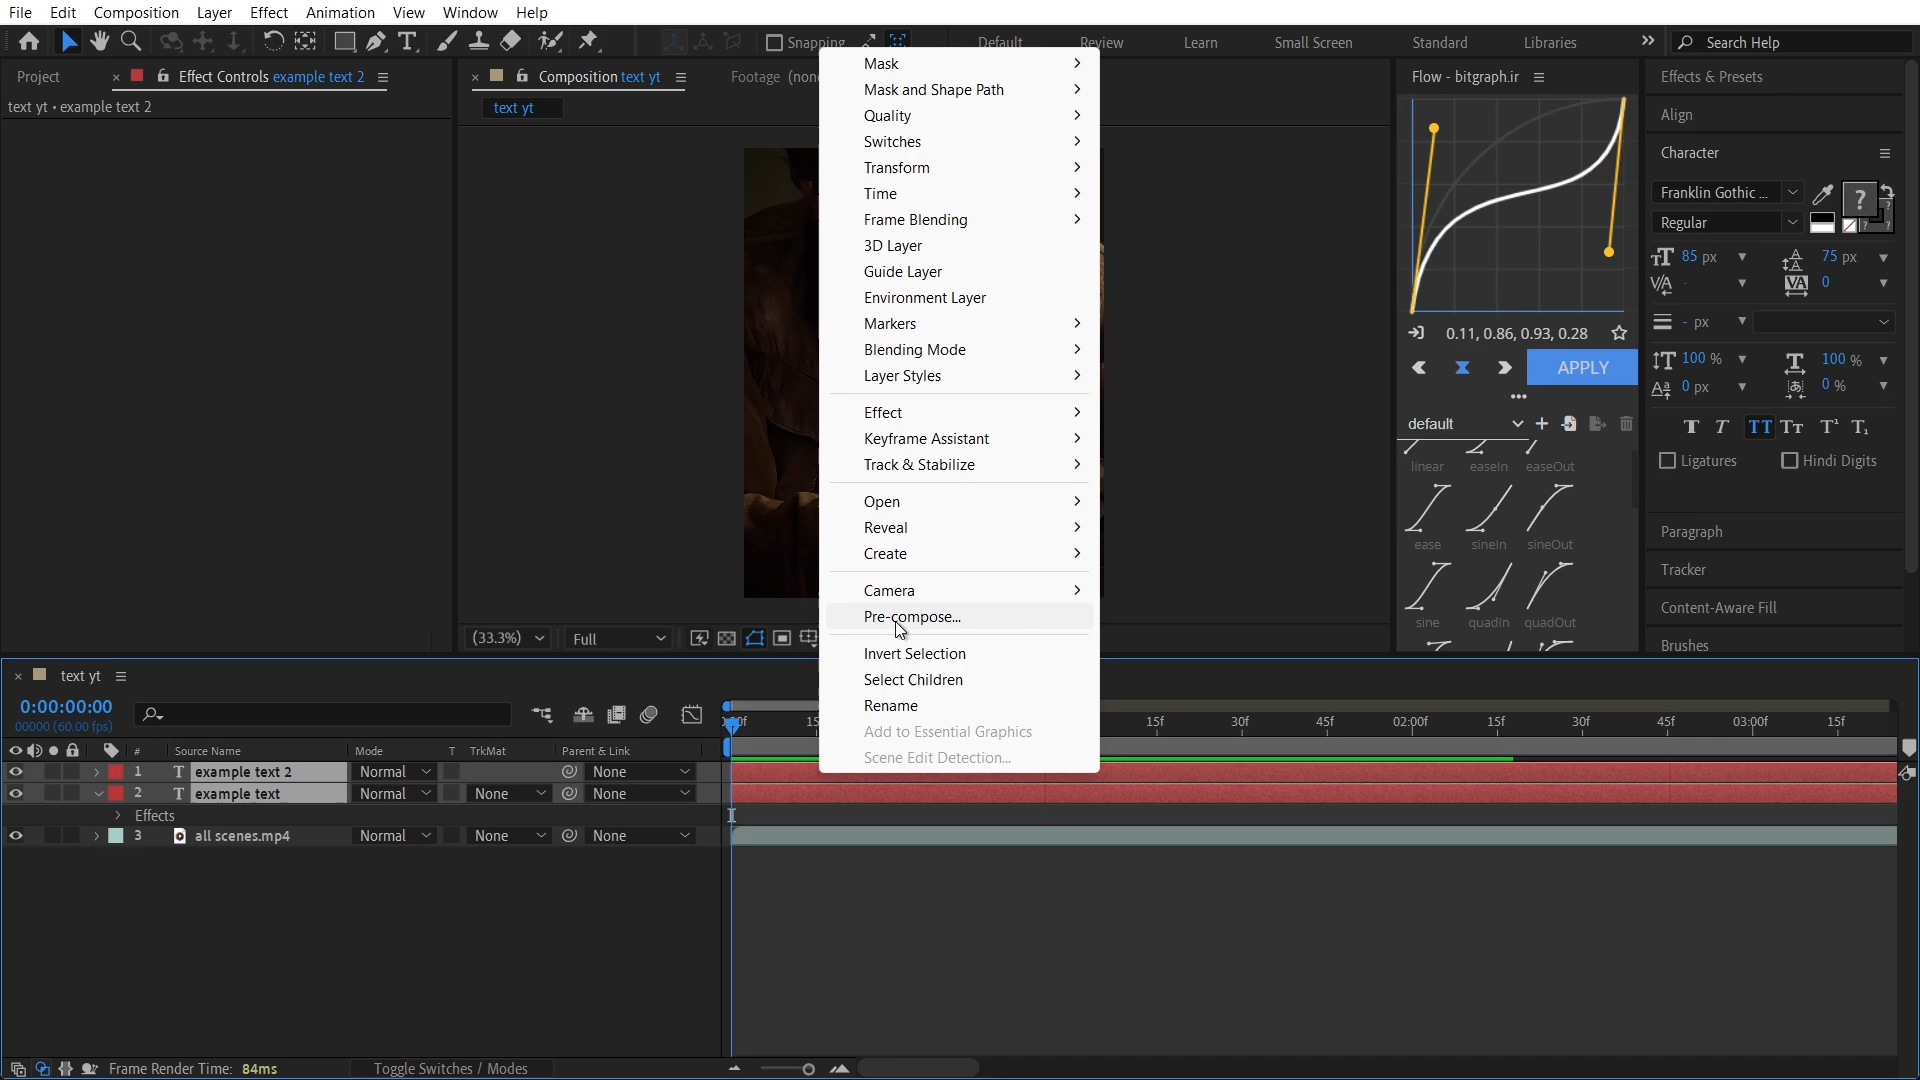 File Edit Composition Layer Effect Animation View Window Help
Snapping Default Review Learn Small Screen Standard Libraries Search Help
Project × Effect Controls example text 2
text yt • example text 2
× Composition text yt Footage (none
text yt
Mask
Mask and Shape Path
Quality
Switches
Transform
Time
Frame Blending
3D Layer
Guide Layer
Environment Layer
Markers
Blending Mode
Layer Styles
Effect
Keyframe Assistant
Track & Stabilize
Open
Reveal
Create
Camera
Pre-compose...
Invert Selection
Select Children
Rename
Add to Essential Graphics
Scene Edit Detection...
(33.3%) Full
Flow - bitgraph.ir
0.11, 0.86, 0.93, 0.28
APPLY
default
linear easeIn easeOut
ease sineIn sineOut
sine quadIn quadOut
Effects & Presets
Align
Character
Franklin Gothic ...
Regular
85 px 75 px
- 0
- px
100 % 100 %
0 px 0 %
T T TT Tт T¹ T₁
Ligatures Hindi Digits
Paragraph
Tracker
Content-Aware Fill
Brushes
× text yt
0:00:00:00
00000 (60.00 fps)
:00f 15 15f 30f 45f 02:00f 15f 30f 45f 03:00f 15f
# Source Name Mode T TrkMat Parent & Link
1 T example text 2 Normal None
2 T example text Normal None None
Effects
3 all scenes.mp4 Normal None None
Frame Render Time: 84ms Toggle Switches / Modes